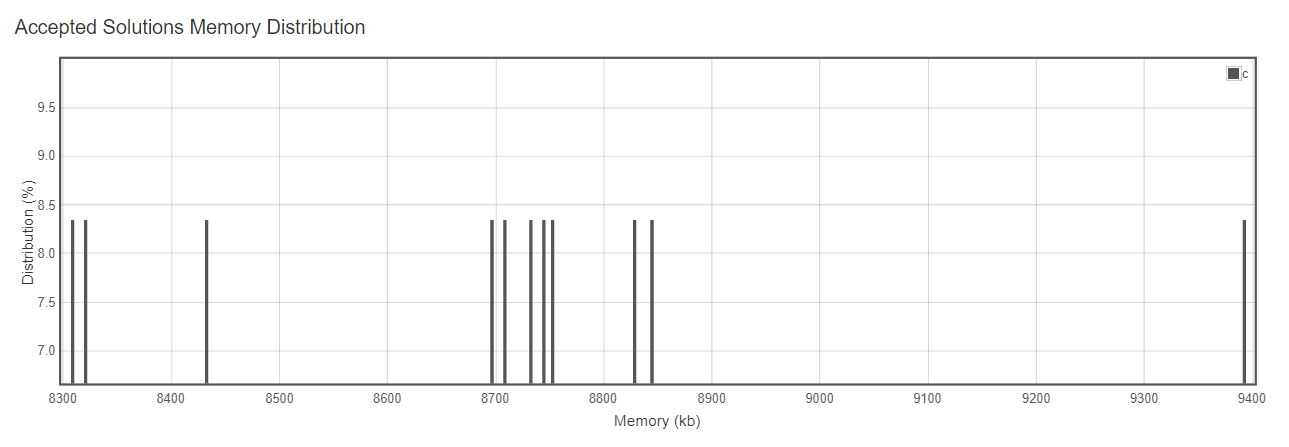 Accepted Solutions Memory Distribution
c
9.5
9.0
8.5
8.0
7.5
7.0
Distribution (%)
8300 8400 8500 8600 8700 8800 8900 9000 9100 9200 9300 9400
Memory (kb)